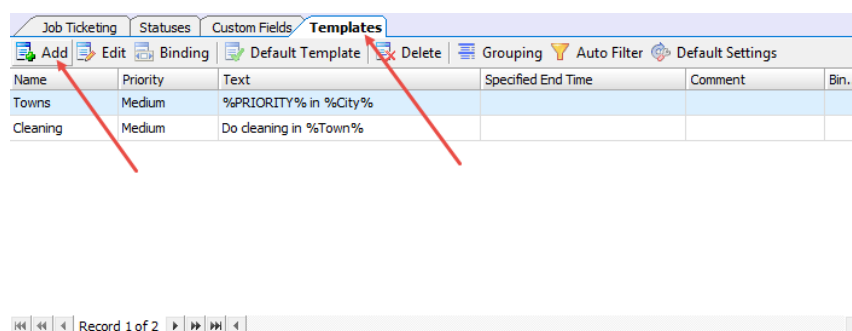 Job Ticketing Statuses Custom Fields Templates
Add Edit Binding Default Template Delete Grouping Auto Filter Default Settings
Name Priority Text Specified End Time Comment Bin.
Towns Medium %PRIORITY% in %City%
Cleaning Medium Do cleaning in %Town%
Record 1 of 2